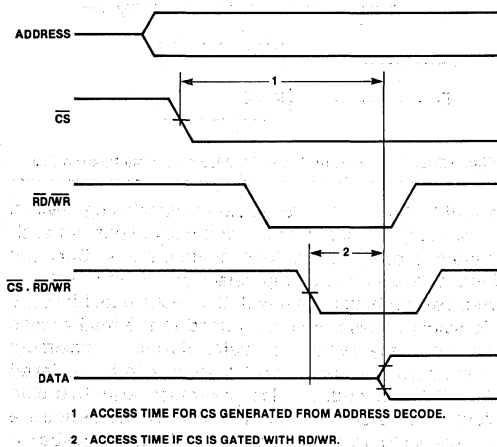 ADDRESS
1
CS
RD/WR
2
CS . RD/WR
DATA
1 ACCESS TIME FOR CS GENERATED FROM ADDRESS DECODE.
2 ACCESS TIME IF CS IS GATED WITH RD/WR.